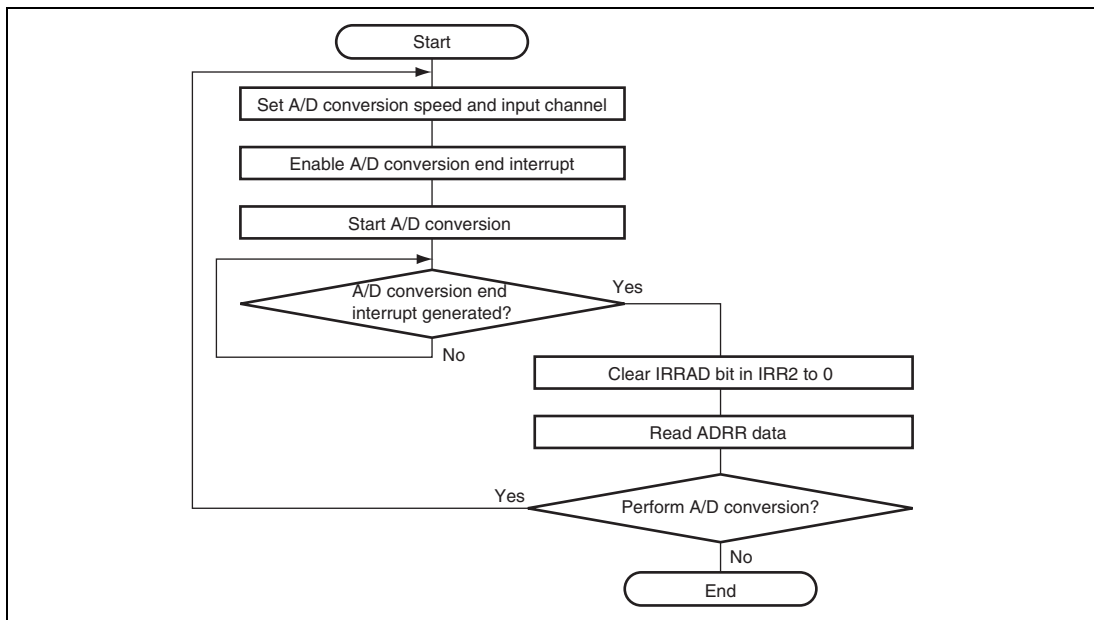 Start
Set A/D conversion speed and input channel
Enable A/D conversion end interrupt
Start A/D conversion
A/D conversion end
interrupt generated?
Yes
No
Clear IRRAD bit in IRR2 to 0
Read ADRR data
Yes
Perform A/D conversion?
No
End